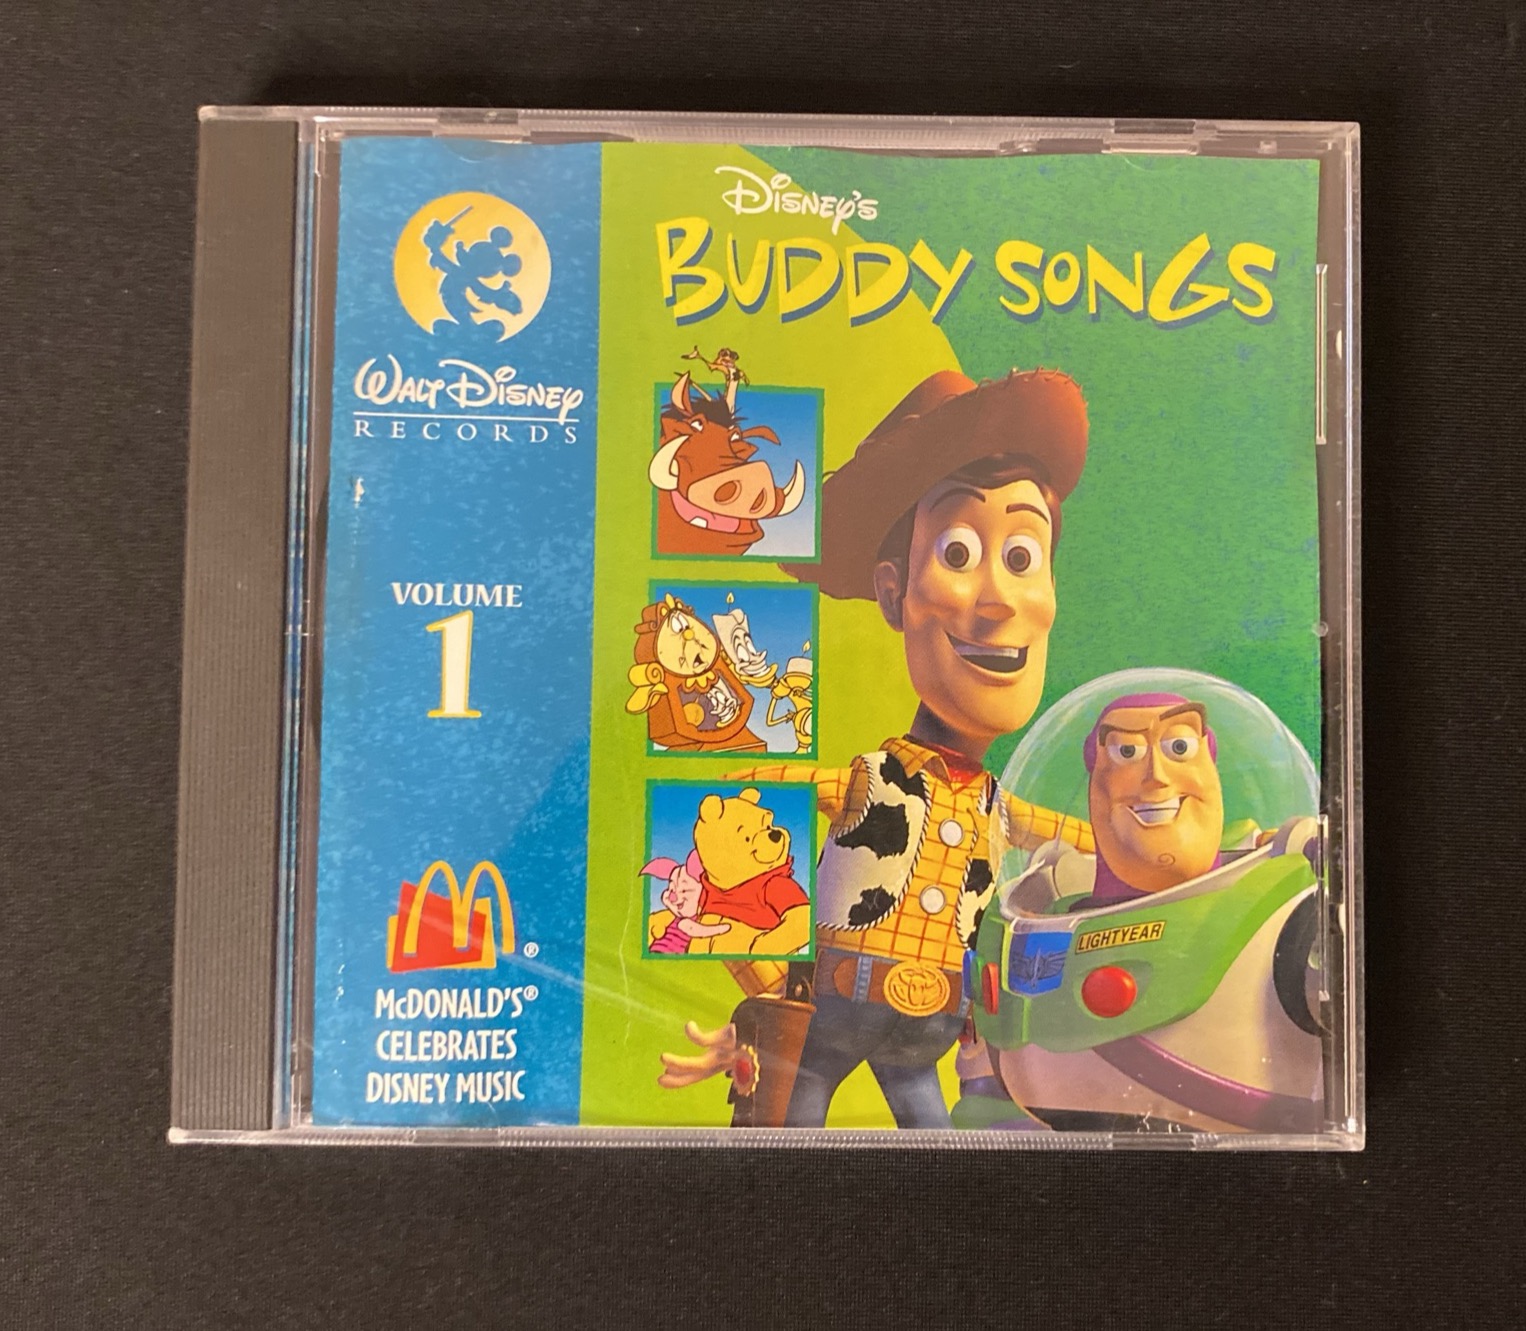 WALT DISNEY
RECORDS
VOLUME
1
®
McDONALD'S®
CELEBRATES
DISNEY MUSIC
DISNEY'S
BUDDY SONGS
LIGHTYEAR